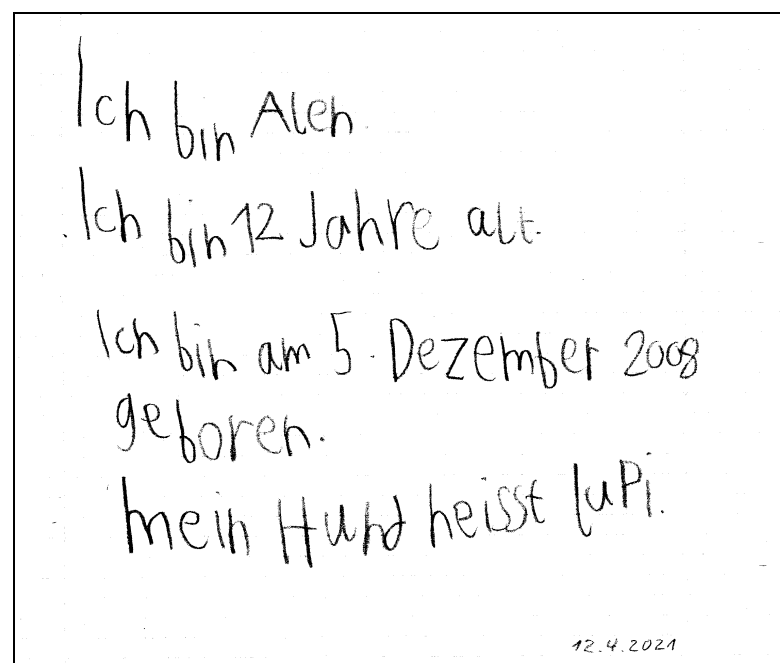 Ich bin Alen.
Ich bin 12 Jahre alt.
Ich bin am 5. Dezember 2008
geboren.
mein Hund heisst luPi.
12.4.2021